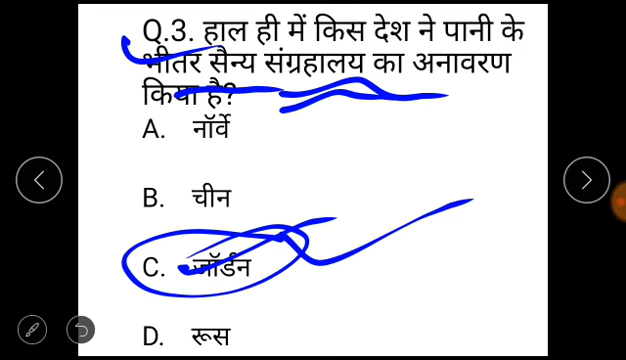 Q.3. हाल ही में किस देश ने पानी के
भीतर सैन्य संग्रहालय का अनावरण
किया है?
A. नॉर्वे
B. चीन
C. जॉर्डन
D. रूस